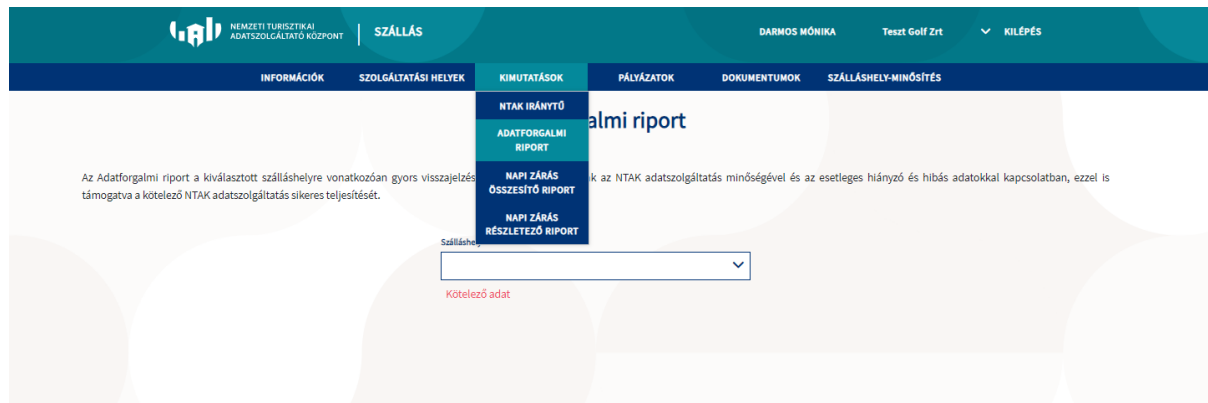 NEMZETI TURISZTIKAI
ADATSZOLGÁLTATÓ KÖZPONT
SZÁLLÁS
DARMOS MÓNIKA
Teszt Golf Zrt
KILÉPÉS
INFORMÁCIÓK
SZOLGÁLTATÁSI HELYEK
KIMUTATÁSOK
PÁLYÁZATOK
DOKUMENTUMOK
SZÁLLÁSHELY-MINŐSÍTÉS
NTAK IRÁNYTŰ
ADATFORGALMI
RIPORT
NAPI ZÁRÁS
ÖSSZESÍTŐ RIPORT
NAPI ZÁRÁS
RÉSZLETEZŐ RIPORT
almi riport
Az Adatforgalmi riport a kiválasztott szálláshelyre vonatkozóan gyors visszajelzés k az NTAK adatszolgáltatás minőségével és az esetleges hiányzó és hibás adatokkal kapcsolatban, ezzel is
támogatva a kötelező NTAK adatszolgáltatás sikeres teljesítését.
Szálláshely
Kötelező adat